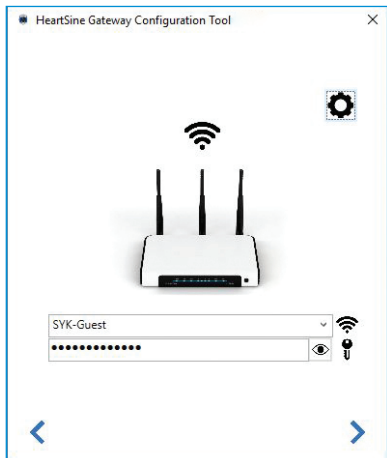 HeartSine Gateway Configuration Tool
SYK-Guest
•••••••••••••